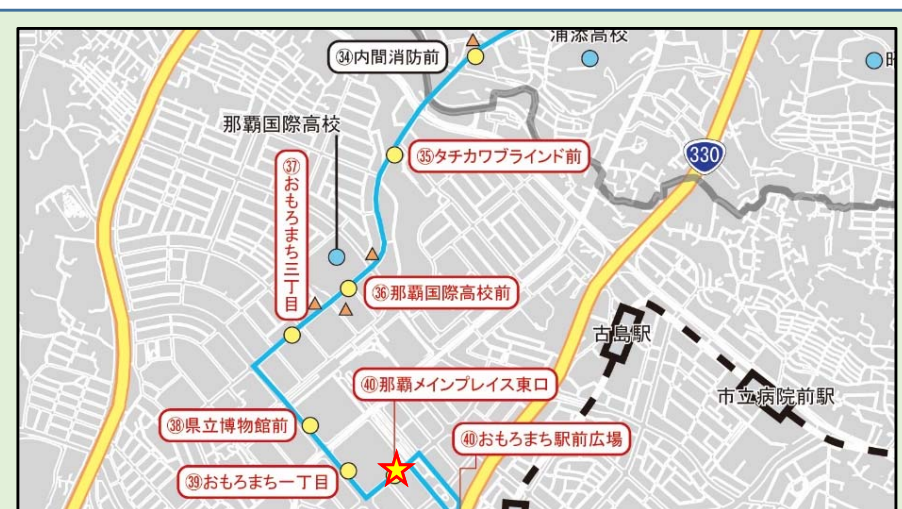 浦添高校
㉞内間消防前
那覇国際高校
㉟タチカワブラインド前
330
㊲おもろまち三丁目
㊱那覇国際高校前
古島駅
㊵那覇メインプレイス東口
市立病院前駅
㊳県立博物館前
㊵おもろまち駅前広場
㊴おもろまち一丁目